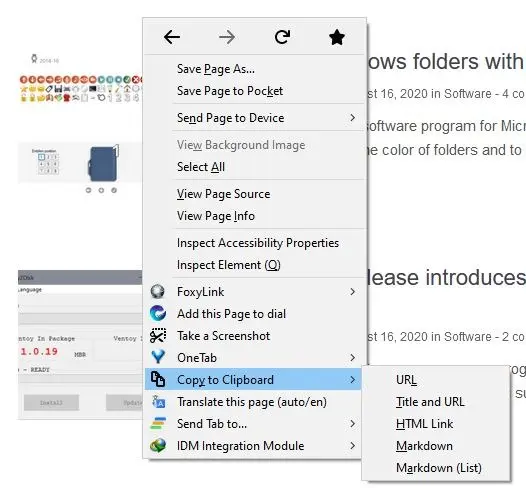 2014-16
Save Page As...
Save Page to Pocket
Send Page to Device
View Background Image
Select All
View Page Source
View Page Info
Inspect Accessibility Properties
Inspect Element (Q)
FoxyLink
Add this Page to dial
Take a Screenshot
OneTab
Copy to Clipboard
Translate this page (auto/en)
Send Tab to...
IDM Integration Module
URL
Title and URL
HTML Link
Markdown
Markdown (List)
ows folders with
st 16, 2020 in Software - 4 co
software program for Micr
e color of folders and to
lease introduces
st 16, 2020 in Software - 2 co
Language
entoy In Package
Ventoy
1.0.19
MBR
- READY
Install
Update